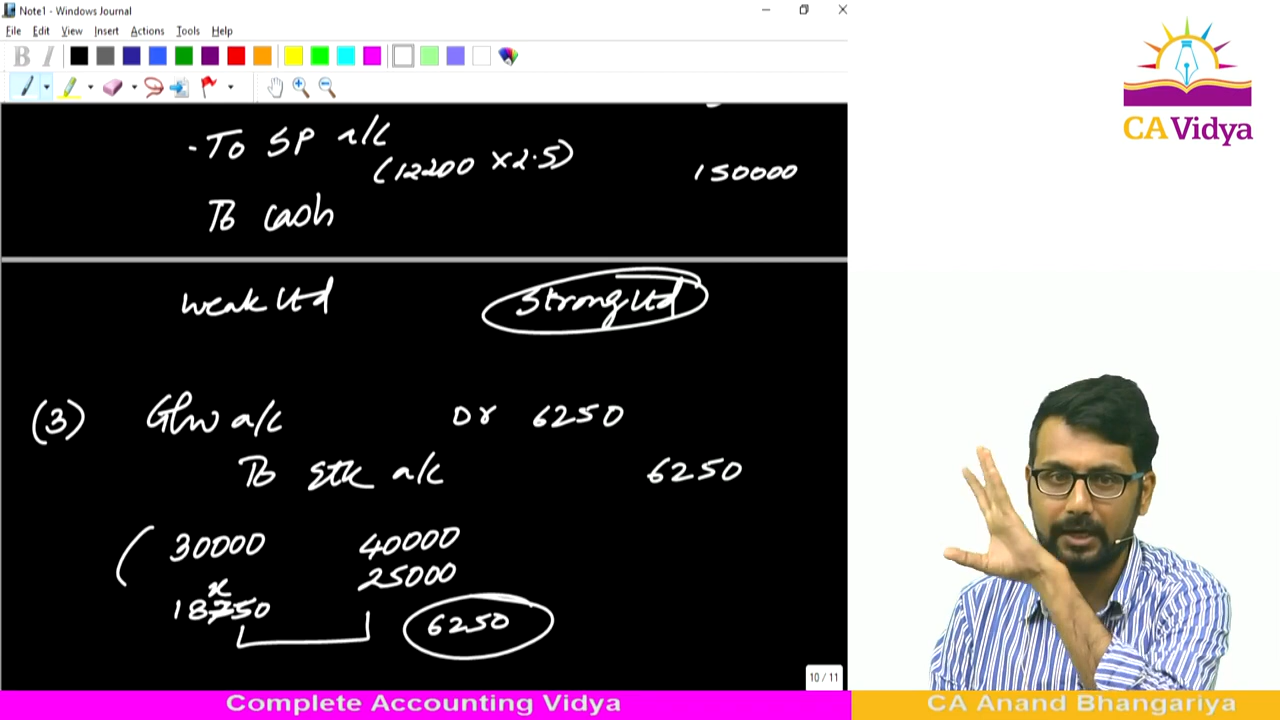 Note1 - Windows Journal
File Edit View Insert Actions Tools Help
B I
CA Vidya
- To SP a/c
(12200 x 2.5) 150000
To cash
Weak Ltd Strong Ltd
(3) G/w a/c Dr 6250
To Stk a/c 6250
( 30000 40000
x 25000
18750 6250
10 / 11
Complete Accounting Vidya CA Anand Bhangariya